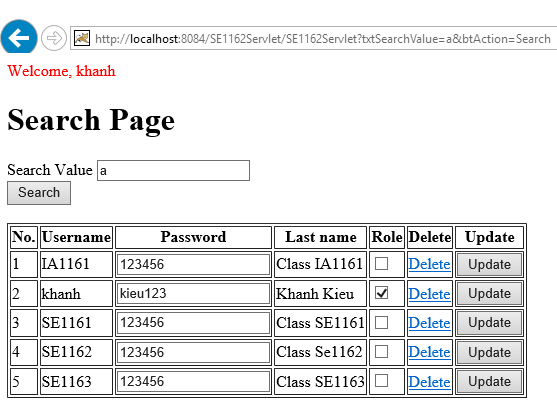 http://localhost:8084/SE1162Servlet/SE1162Servlet?txtSearchValue=a&btAction=Search
Welcome, khanh
Search Page
Search Value a
Search
No. Username Password Last name Role Delete Update
1 IA1161 123456 Class IA1161 Delete Update
2 khanh kieu123 Khanh Kieu Delete Update
3 SE1161 123456 Class SE1161 Delete Update
4 SE1162 123456 Class Se1162 Delete Update
5 SE1163 123456 Class SE1163 Delete Update